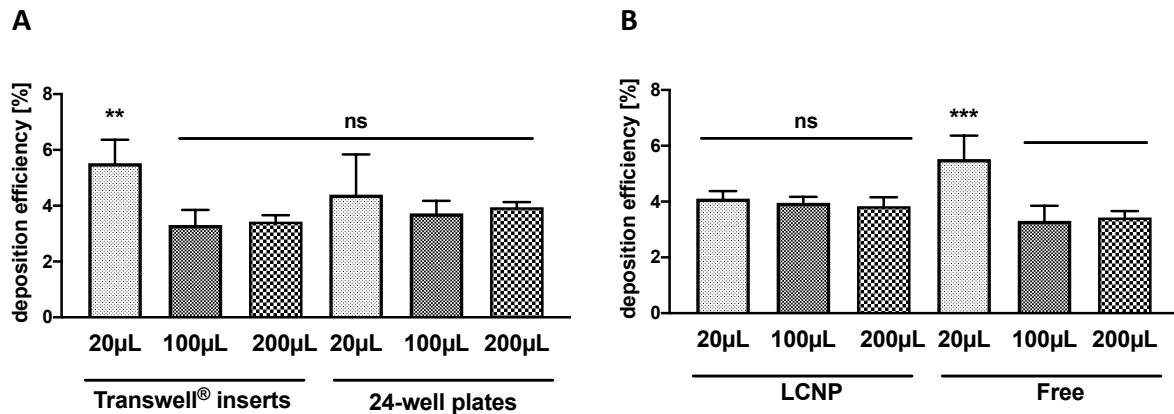 A
deposition efficiency [%]
8
6
4
2
0
**
ns
20µL 100µL 200µL 20µL 100µL 200µL
Transwell® inserts 24-well plates
B
deposition efficiency [%]
8
6
4
2
0
ns
***
20µL 100µL 200µL 20µL 100µL 200µL
LCNP Free